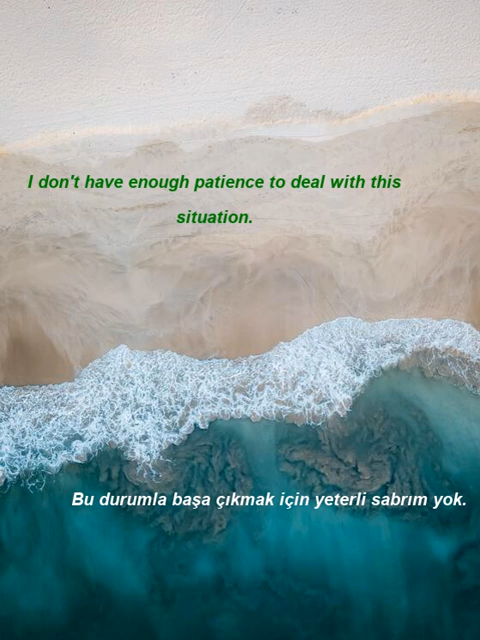 I don't have enough patience to deal with this
situation.
Bu durumla başa çıkmak için yeterli sabrım yok.